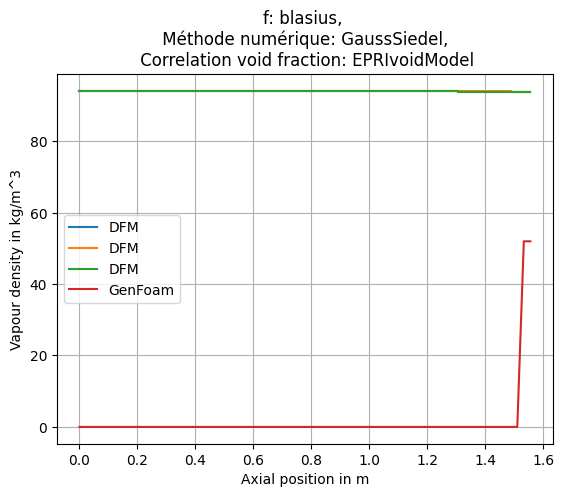 f: blasius,
Méthode numérique: GaussSiedel,
Correlation void fraction: EPRIvoidModel
Vapour density in kg/m^3
80
60
40
20
0
DFM
DFM
DFM
GenFoam
0.0 0.2 0.4 0.6 0.8 1.0 1.2 1.4 1.6
Axial position in m